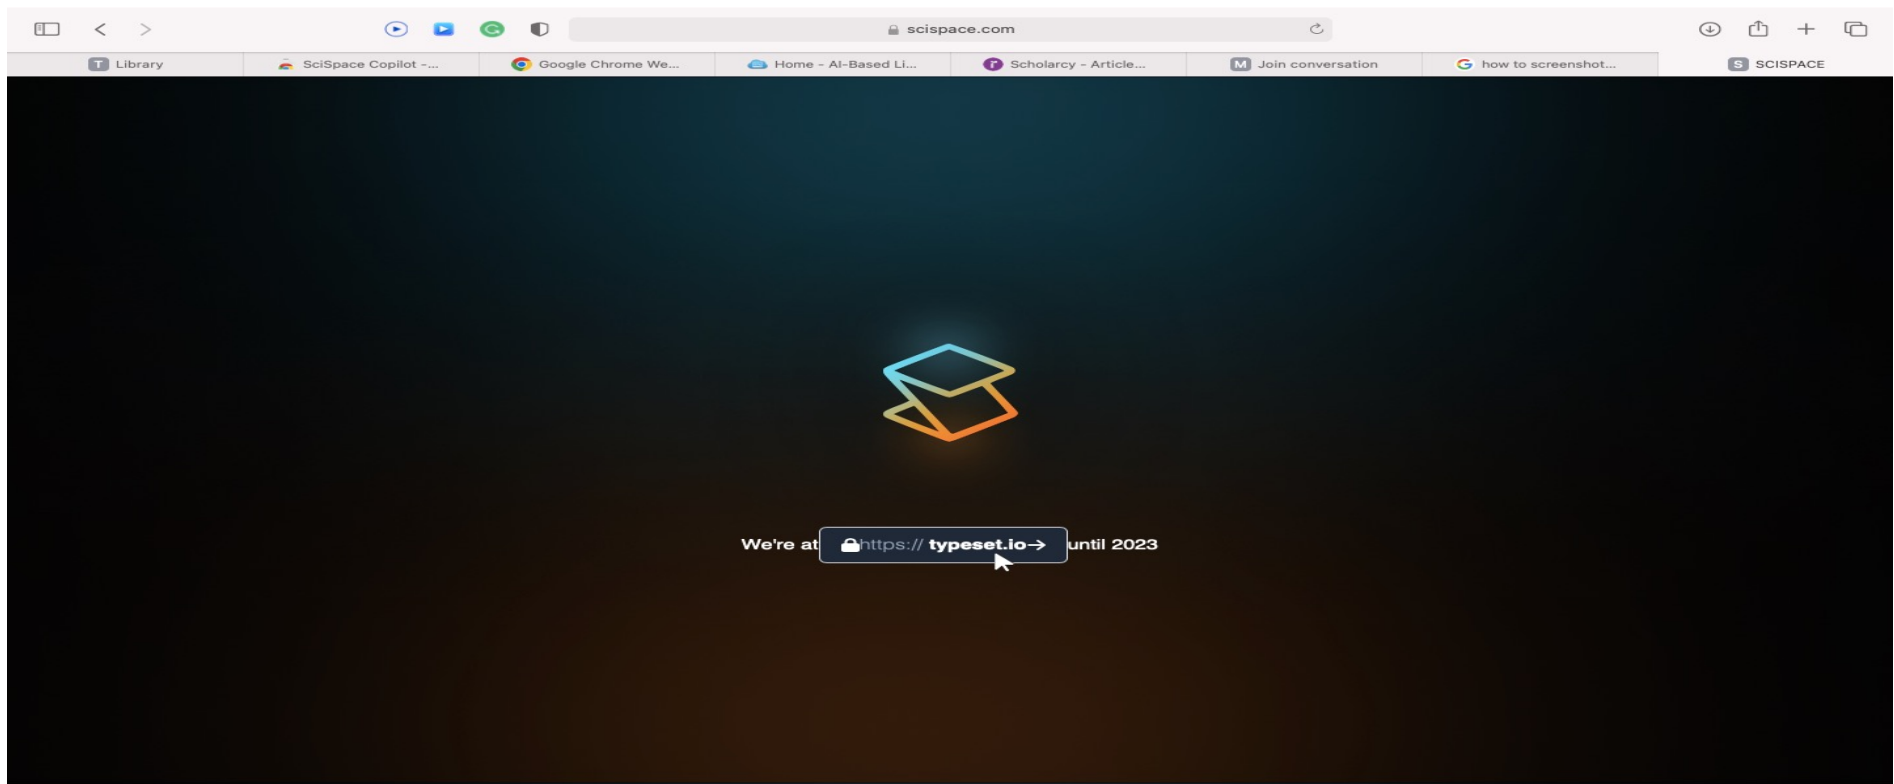 scispace.com
T Library SciSpace Copilot -... Google Chrome We... Home - AI-Based Li... Scholarcy - Article... M Join conversation how to screenshot... S SCISPACE
We're at https:// typeset.io→ until 2023